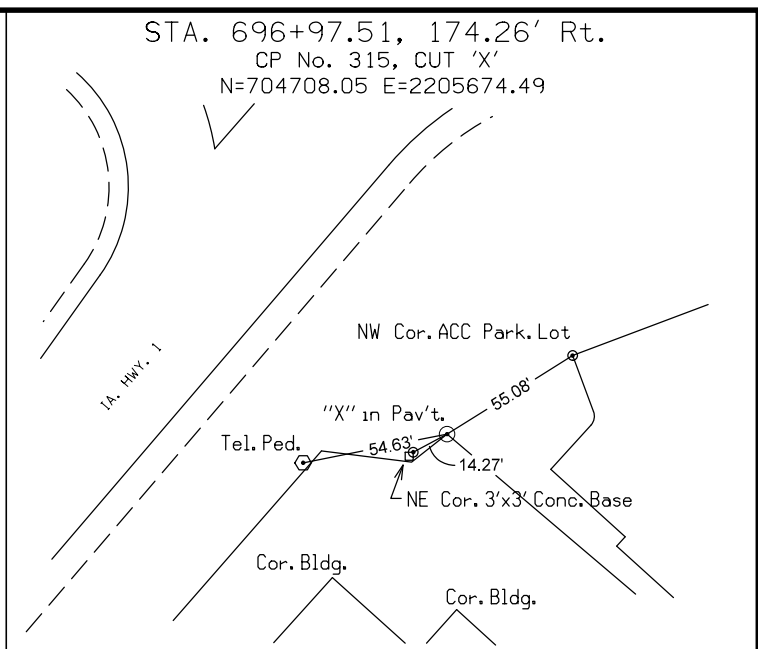 STA. 696+97.51, 174.26' Rt.
CP No. 315, CUT 'X'
N=704708.05 E=2205674.49
NW Cor. ACC Park. Lot
IA. HWY. 1
55.08'
"X" in Pav't.
Tel. Ped.
54.63'
14.27'
NE Cor. 3'x3' Conc. Base
Cor. Bldg.
Cor. Bldg.